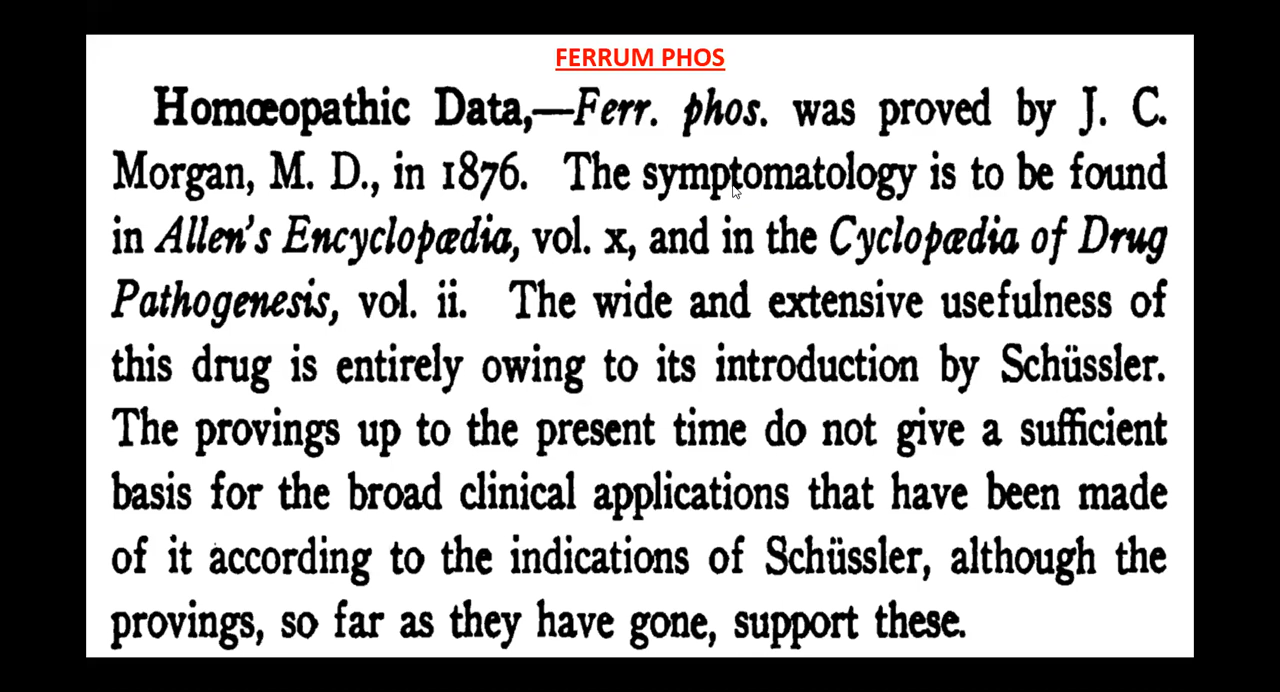 FERRUM PHOS
Homœopathic Data,—Ferr. phos. was proved by J. C.
Morgan, M. D., in 1876. The symptomatology is to be found
in Allen's Encyclopædia, vol. x, and in the Cyclopædia of Drug
Pathogenesis, vol. ii. The wide and extensive usefulness of
this drug is entirely owing to its introduction by Schüssler.
The provings up to the present time do not give a sufficient
basis for the broad clinical applications that have been made
of it according to the indications of Schüssler, although the
provings, so far as they have gone, support these.